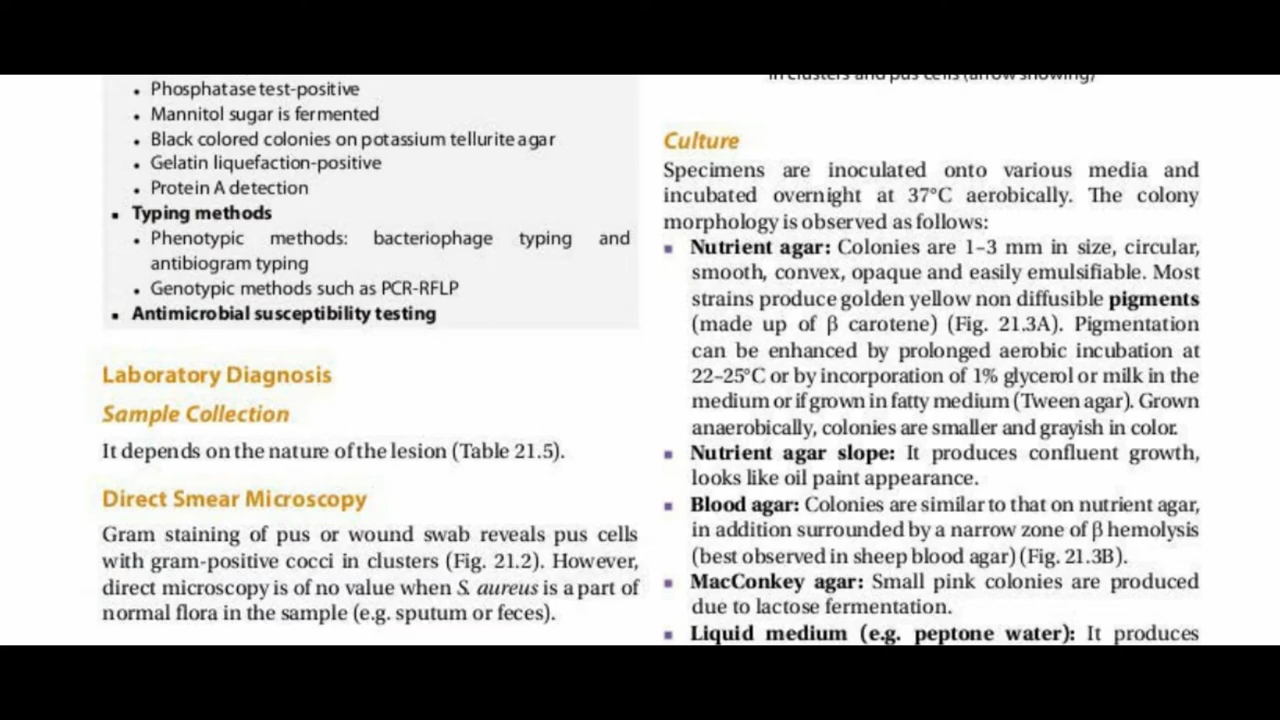 • Phosphatase test-positive
• Mannitol sugar is fermented
• Black colored colonies on potassium tellurite agar
• Gelatin liquefaction-positive
• Protein A detection
▪ Typing methods
• Phenotypic methods: bacteriophage typing and
antibiogram typing
• Genotypic methods such as PCR-RFLP
▪ Antimicrobial susceptibility testing
Laboratory Diagnosis
Sample Collection
It depends on the nature of the lesion (Table 21.5).
Direct Smear Microscopy
Gram staining of pus or wound swab reveals pus cells
with gram-positive cocci in clusters (Fig. 21.2). However,
direct microscopy is of no value when S. aureus is a part of
normal flora in the sample (e.g. sputum or feces).
in clusters and pus cells (arrow showing)
Culture
Specimens are inoculated onto various media and
incubated overnight at 37°C aerobically. The colony
morphology is observed as follows:
▪ Nutrient agar: Colonies are 1–3 mm in size, circular,
smooth, convex, opaque and easily emulsifiable. Most
strains produce golden yellow non diffusible pigments
(made up of β carotene) (Fig. 21.3A). Pigmentation
can be enhanced by prolonged aerobic incubation at
22–25°C or by incorporation of 1% glycerol or milk in the
medium or if grown in fatty medium (Tween agar). Grown
anaerobically, colonies are smaller and grayish in color.
▪ Nutrient agar slope: It produces confluent growth,
looks like oil paint appearance.
▪ Blood agar: Colonies are similar to that on nutrient agar,
in addition surrounded by a narrow zone of β hemolysis
(best observed in sheep blood agar) (Fig. 21.3B).
▪ MacConkey agar: Small pink colonies are produced
due to lactose fermentation.
▪ Liquid medium (e.g. peptone water): It produces